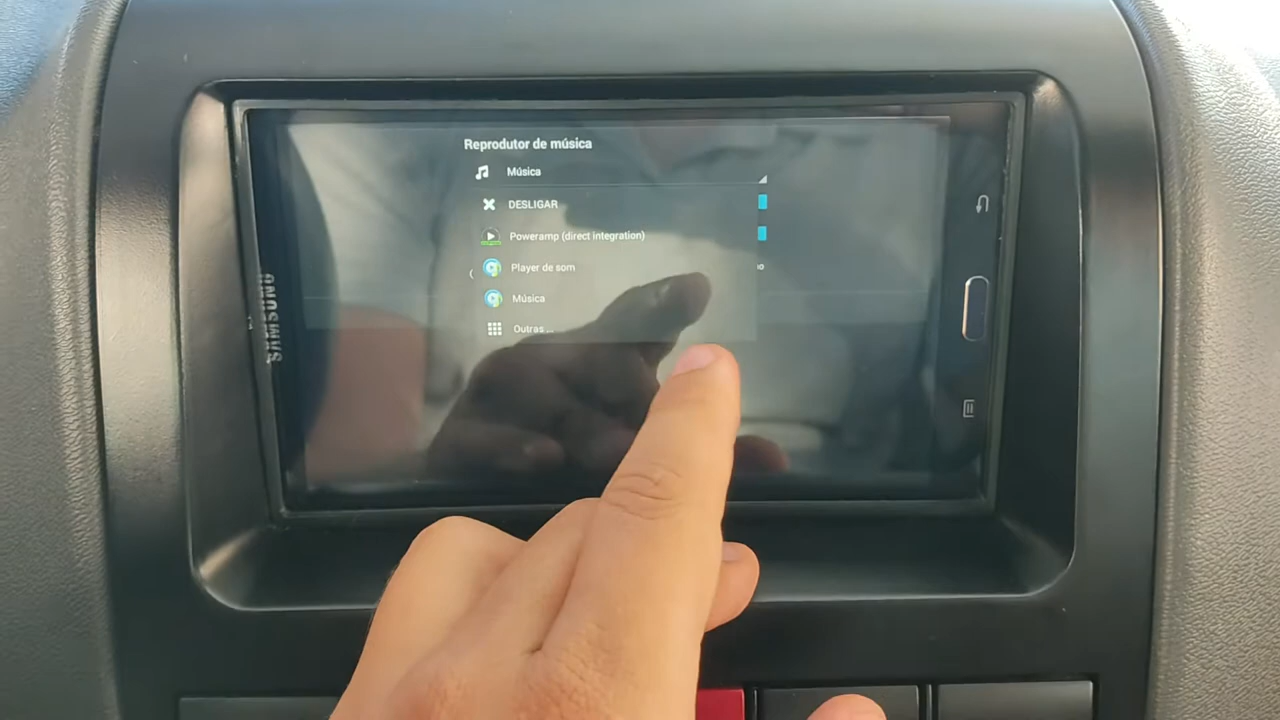 Reprodutor de música
Música
DESLIGAR
Poweramp (direct integration)
Player de som
Música
Outras ...
SAMSUNG